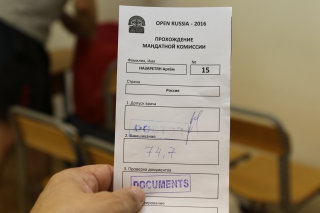 OPEN RUSSIA - 2016
ПРОХОЖДЕНИЕ
МАНДАТНОЙ КОМИССИИ
Фамилия, Имя №
НАЗАРЕТЯН Артём 15
Страна
Россия
1. Допуск врача
2. Взвешивание
74,7
3. Проверка документов
DOCUMENTS